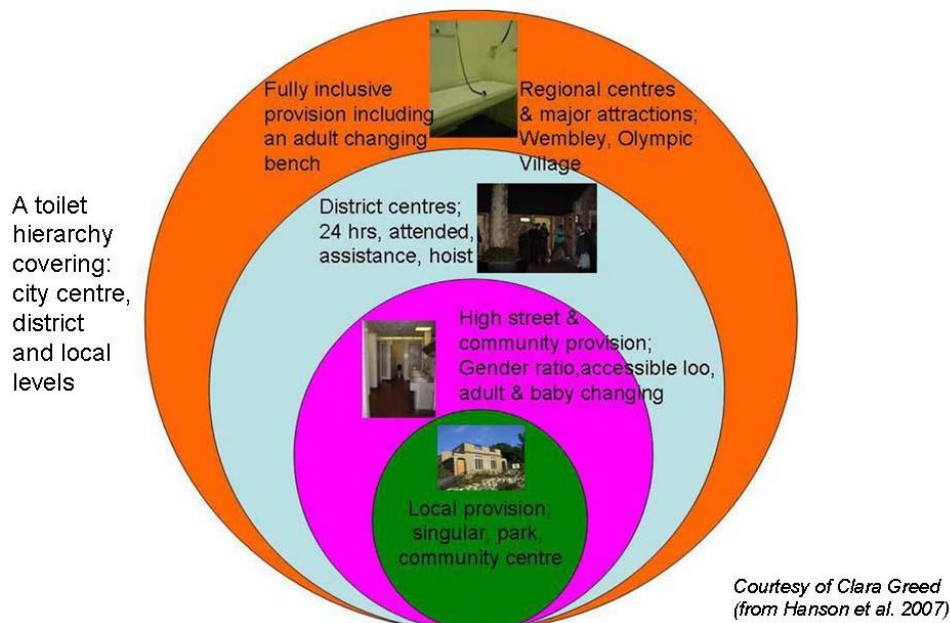 A toilet
hierarchy
covering:
city centre,
district
and local
levels
Fully inclusive
provision including
an adult changing
bench
Regional centres
& major attractions;
Wembley, Olympic
Village
District centres;
24 hrs, attended,
assistance, hoist
High street &
community provision;
Gender ratio,accessible loo,
adult & baby changing
Local provision;
singular, park,
community centre
Courtesy of Clara Greed
(from Hanson et al. 2007)